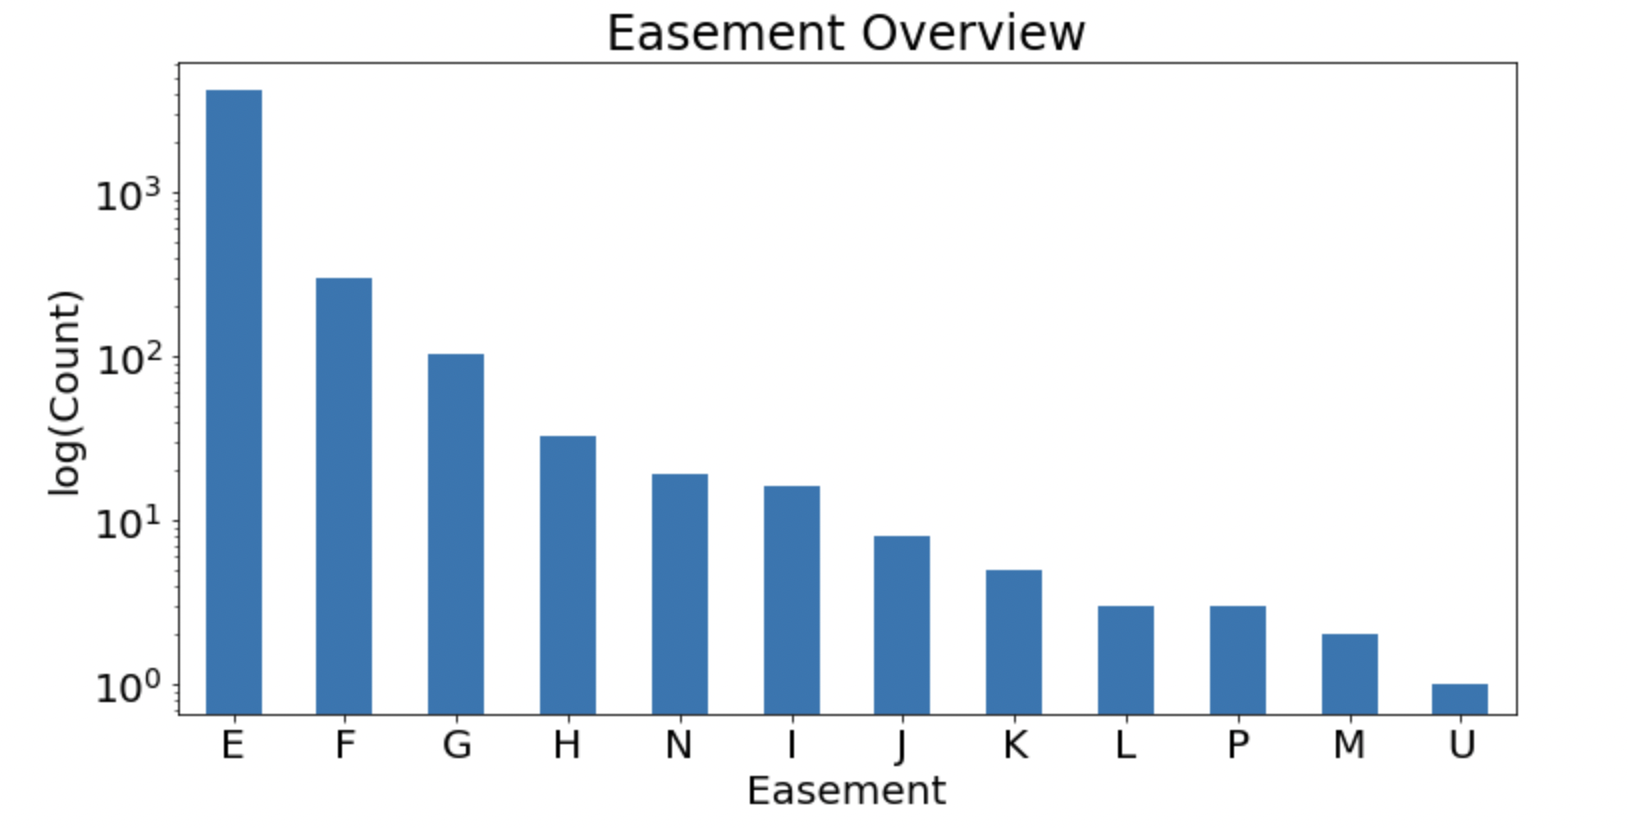 Easement Overview
log(Count)
10³
10²
10¹
10⁰
E F G H N I J K L P M U
Easement